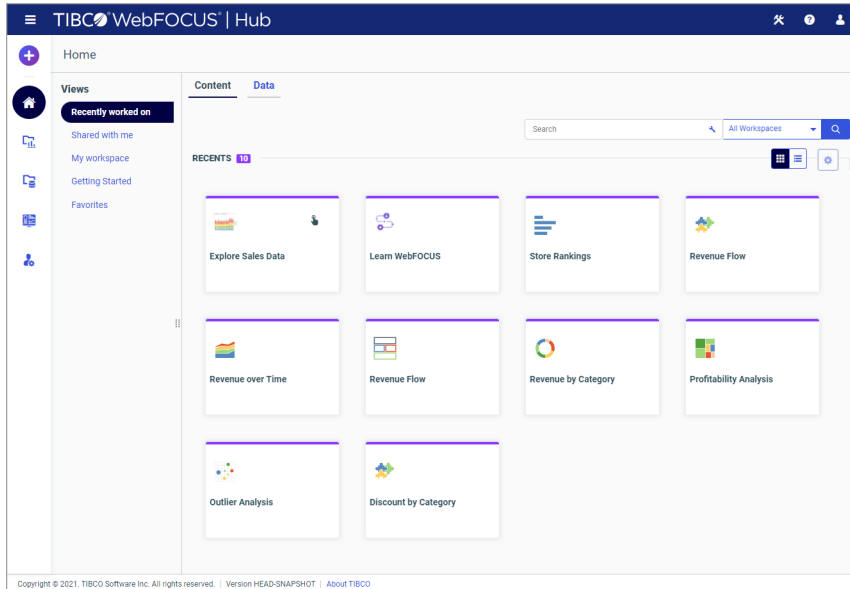 TIBCO® WebFOCUS® | Hub
Home
Views
Recently worked on
Shared with me
My workspace
Getting Started
Favorites
Content Data
Search All Workspaces
RECENTS 10
Explore Sales Data
Learn WebFOCUS
Store Rankings
Revenue Flow
Revenue over Time
Revenue Flow
Revenue by Category
Profitability Analysis
Outlier Analysis
Discount by Category
Copyright © 2021. TIBCO Software Inc. All rights reserved. | Version HEAD-SNAPSHOT | About TIBCO